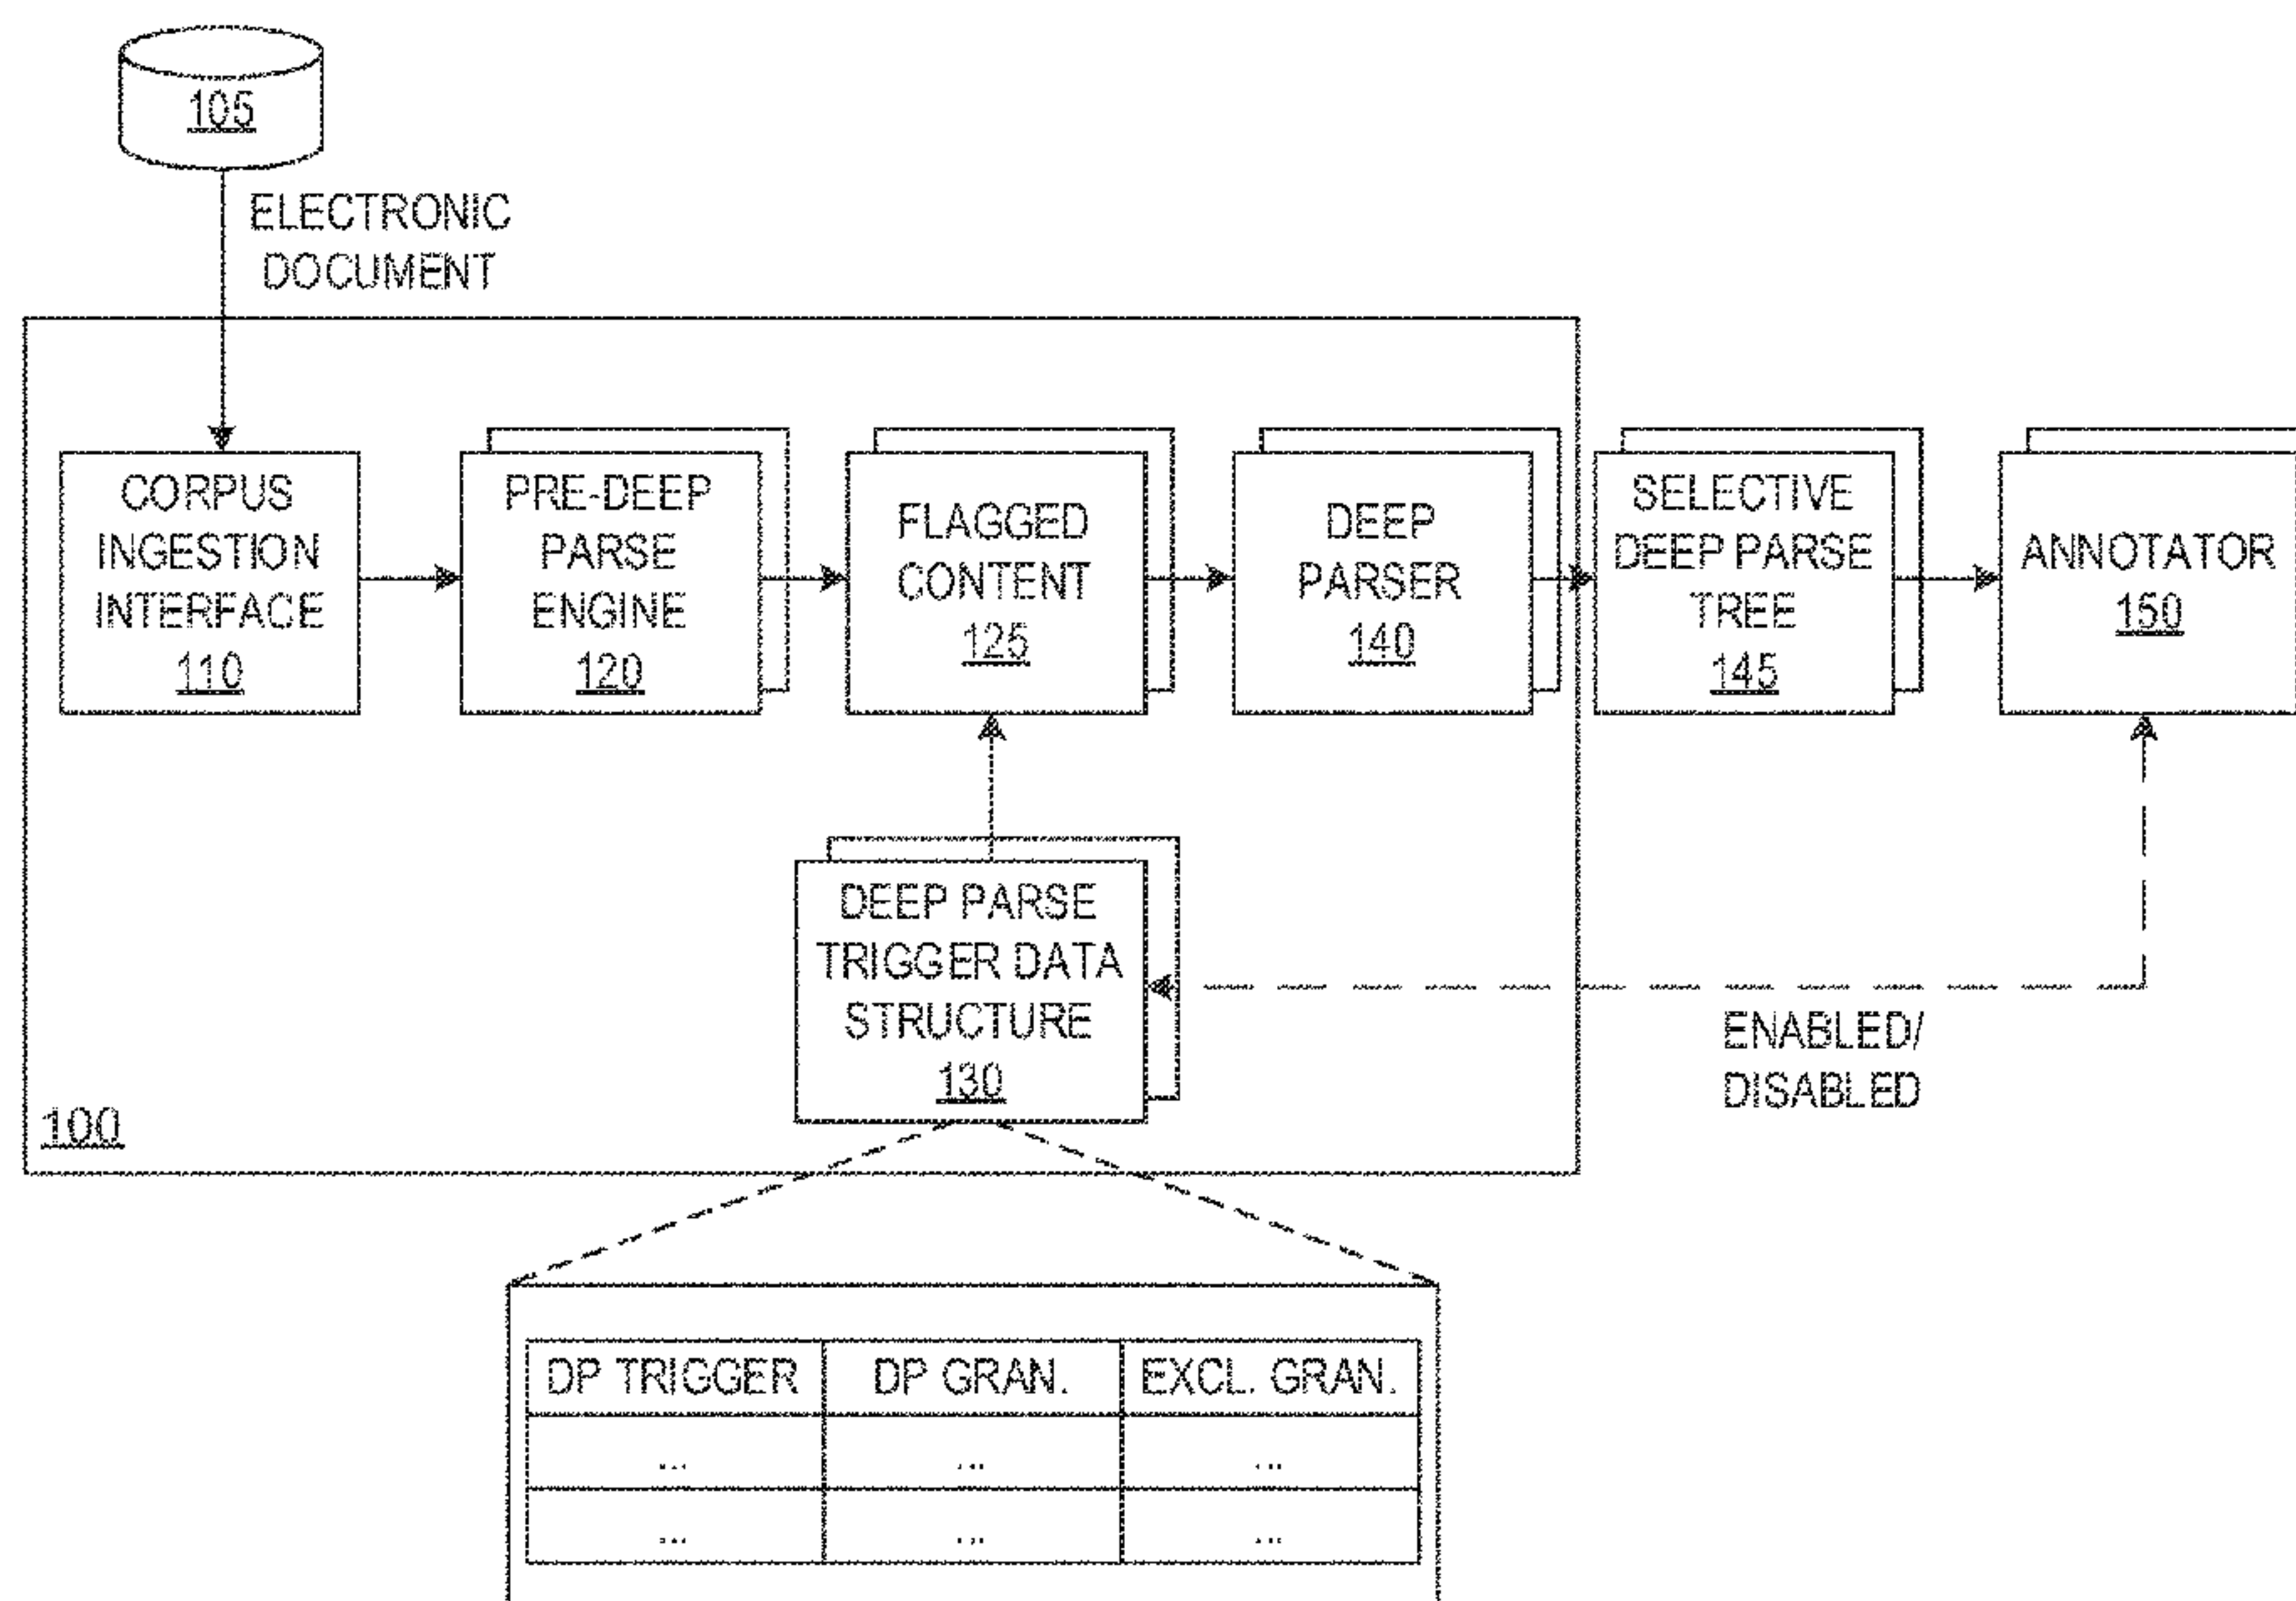 105
ELECTRONIC
DOCUMENT
CORPUS
INGESTION
INTERFACE
110
PRE-DEEP
PARSE
ENGINE
120
FLAGGED
CONTENT
125
DEEP
PARSER
140
SELECTIVE
DEEP PARSE
TREE
145
ANNOTATOR
150
DEEP PARSE
TRIGGER DATA
STRUCTURE
130
ENABLED/
DISABLED
100
DP TRIGGER DP GRAN. EXCL. GRAN.
... ... ...
... ... ...